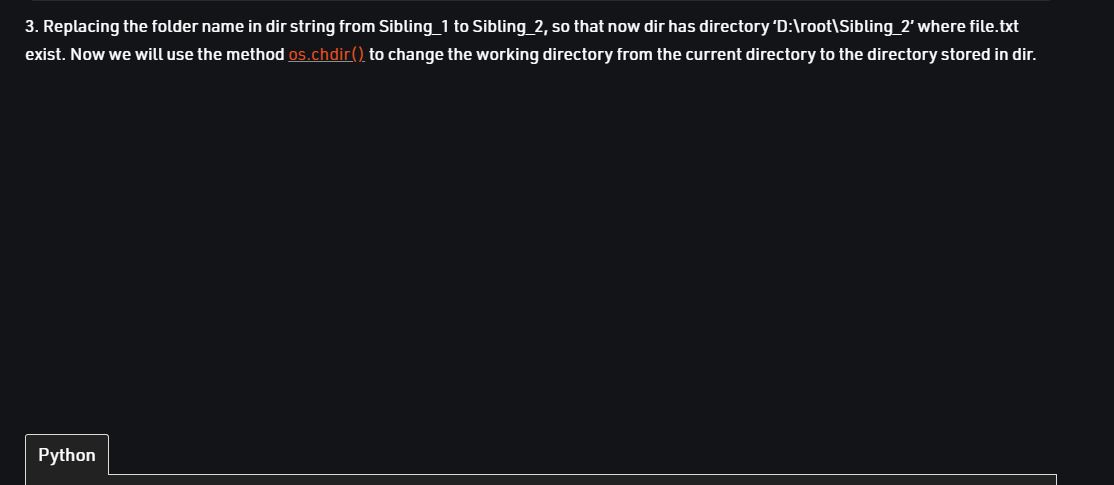 3. Replacing the folder name in dir string from Sibling_1 to Sibling_2, so that now dir has directory ‘D:\root\Sibling_2’ where file.txt
exist. Now we will use the method os.chdir() to change the working directory from the current directory to the directory stored in dir.
Python